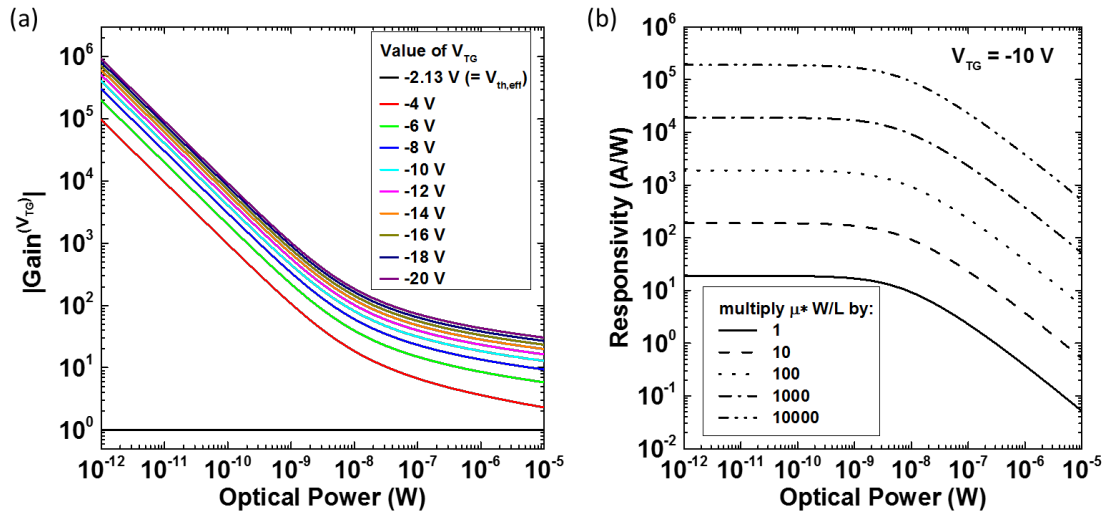 (a)
|Gain^(V_TG)|
10^6
10^5
10^4
10^3
10^2
10^1
10^0
Value of V_TG
-2.13 V (= V_th,eff)
-4 V
-6 V
-8 V
-10 V
-12 V
-14 V
-16 V
-18 V
-20 V
10^-12 10^-11 10^-10 10^-9 10^-8 10^-7 10^-6 10^-5
Optical Power (W)
(b)
Responsivity (A/W)
10^6
10^5
10^4
10^3
10^2
10^1
10^0
10^-1
10^-2
V_TG = -10 V
multiply μ* W/L by:
1
10
100
1000
10000
10^-12 10^-11 10^-10 10^-9 10^-8 10^-7 10^-6 10^-5
Optical Power (W)